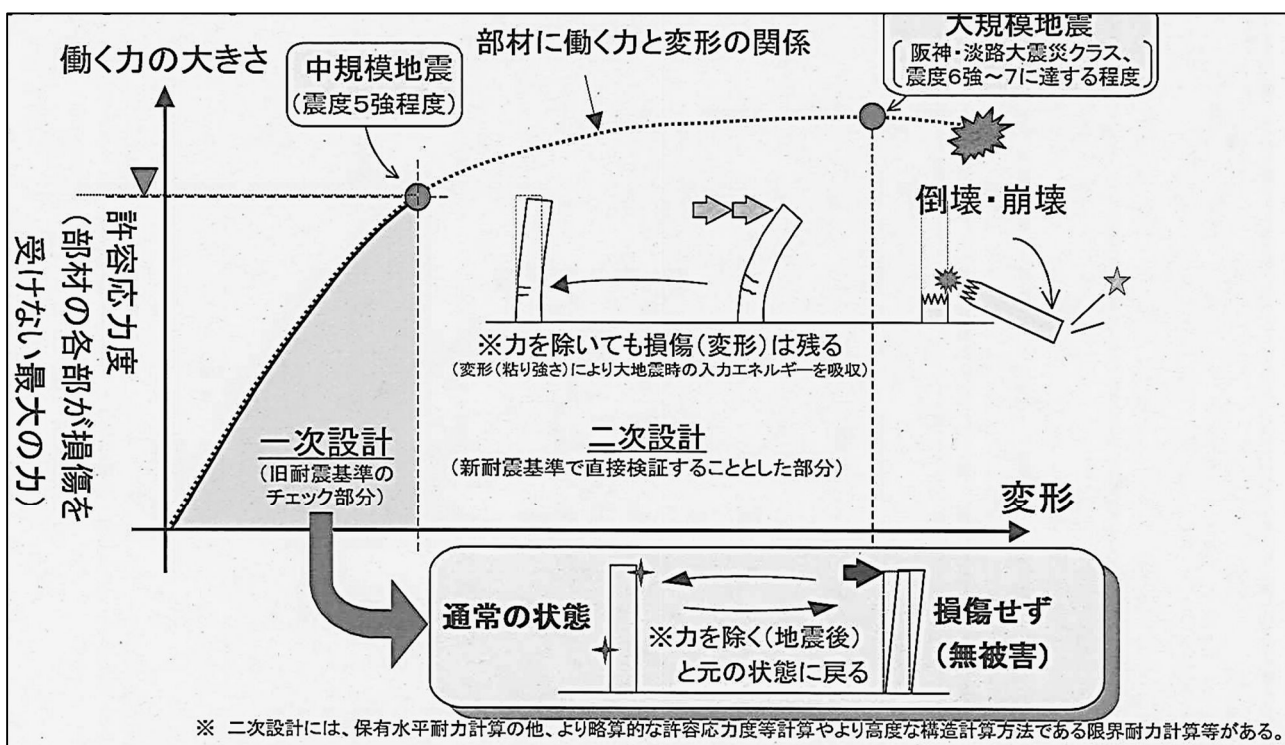 働く力の大きさ
中規模地震
(震度5強程度)
部材に働く力と変形の関係
大規模地震
阪神・淡路大震災クラス、
震度6強～7に達する程度
許容応力度
(部材の各部が損傷を
受けない最大の力)
倒壊・崩壊
※力を除いても損傷(変形)は残る
(変形(粘り強さ)により大地震時の入力エネルギーを吸収)
一次設計
(旧耐震基準の
チェック部分)
二次設計
(新耐震基準で直接検証することとした部分)
変形
通常の状態
※力を除く(地震後)
と元の状態に戻る
損傷せず
(無被害)
※ 二次設計には、保有水平耐力計算の他、より略算的な許容応力度等計算やより高度な構造計算方法である限界耐力計算等がある。